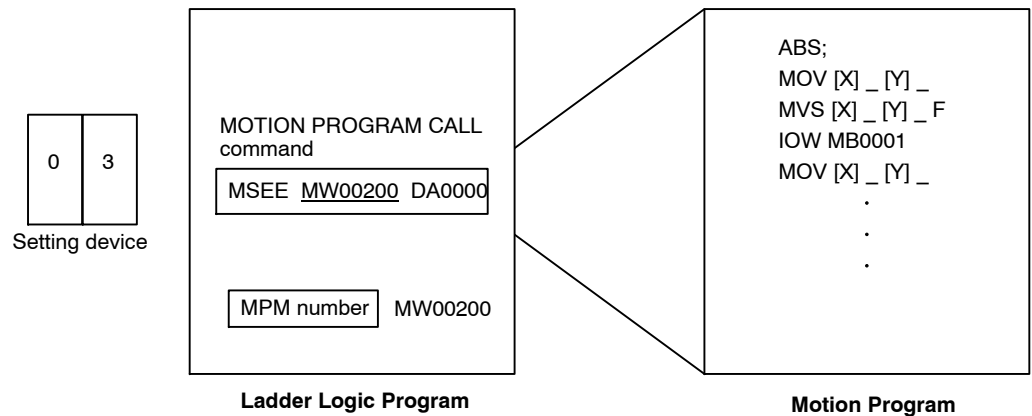 0 3
Setting device
MOTION PROGRAM CALL
command
MSEE MW00200 DA0000
MPM number MW00200
Ladder Logic Program
ABS;
MOV [X] _ [Y] _
MVS [X] _ [Y] _ F
IOW MB0001
MOV [X] _ [Y] _
.
.
.
Motion Program